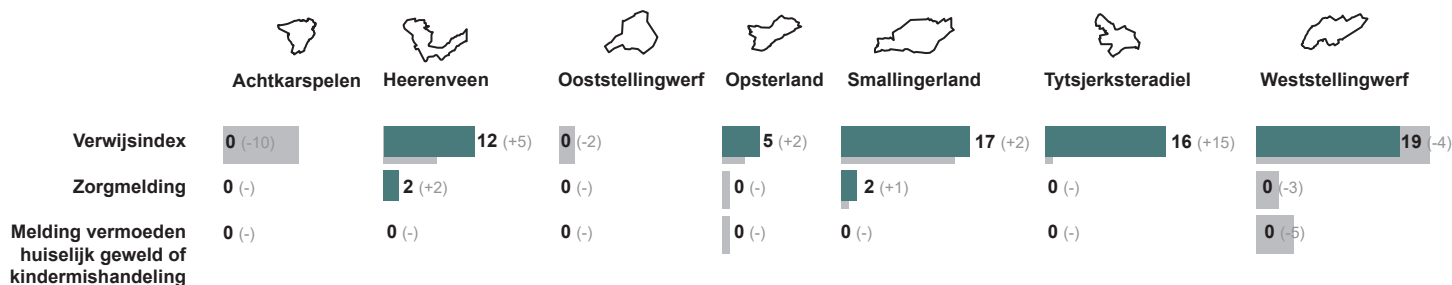 Achtkarspelen Heerenveen Ooststellingwerf Opsterland Smallingerland Tytsjerksteradiel Weststellingwerf
Verwijsindex 0 (-10) 12 (+5) 0 (-2) 5 (+2) 17 (+2) 16 (+15) 19 (-4)
Zorgmelding 0 (-) 2 (+2) 0 (-) 0 (-) 2 (+1) 0 (-) 0 (-3)
Melding vermoeden 0 (-) 0 (-) 0 (-) 0 (-) 0 (-) 0 (-) 0 (-5)
huiselijk geweld of
kindermishandeling